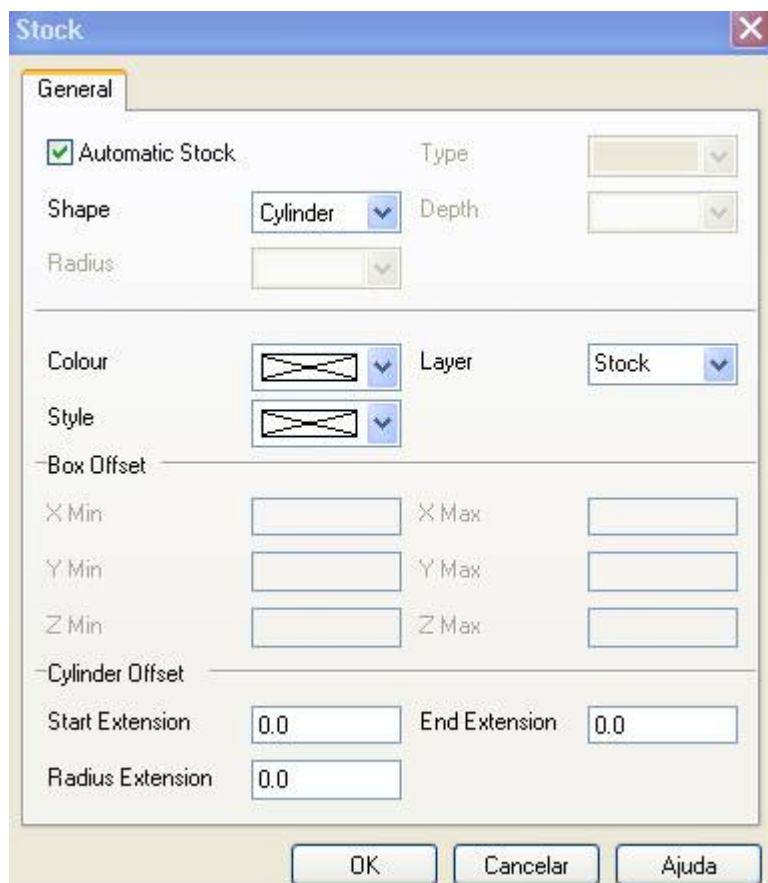 Stock
General
Automatic Stock Type
Shape Cylinder Depth
Radius
Colour Layer Stock
Style
Box Offset
X Min X Max
Y Min Y Max
Z Min Z Max
Cylinder Offset
Start Extension 0.0 End Extension 0.0
Radius Extension 0.0
OK Cancelar Ajuda